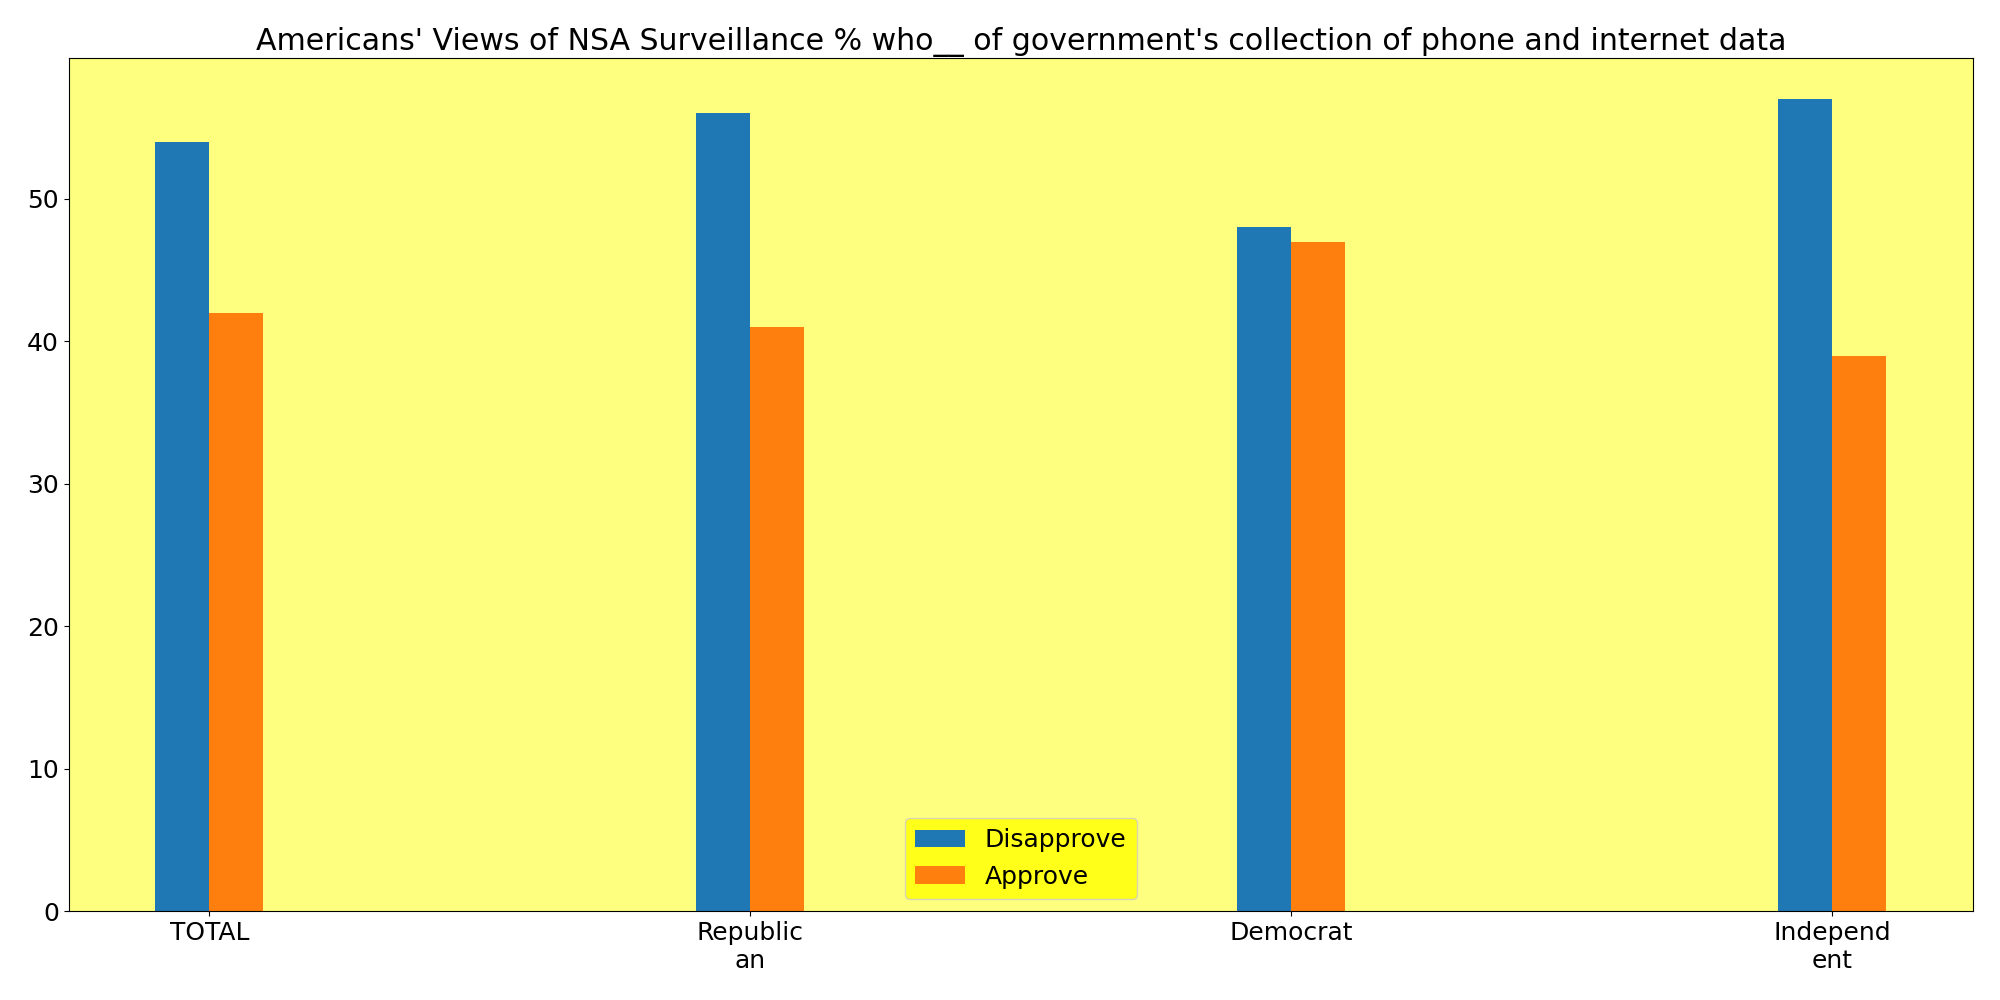 Americans' Views of NSA Surveillance % who__ of government's collection of phone and internet data
50
40
30
20
10
0
Disapprove
Approve
TOTAL
Republic
an
Democrat
Independ
ent